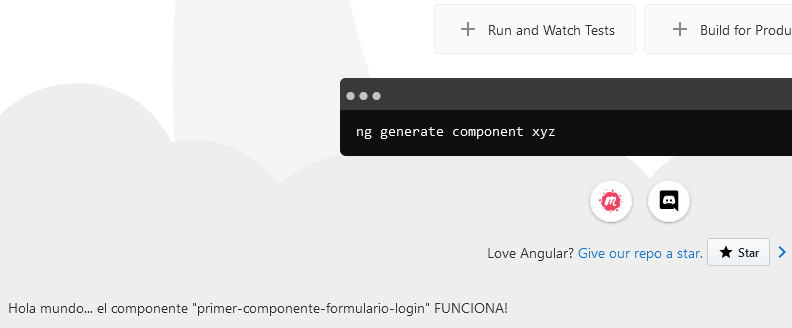 Run and Watch Tests
Build for Produ
ng generate component xyz
Love Angular? Give our repo a star. Star
Hola mundo... el componente "primer-componente-formulario-login" FUNCIONA!